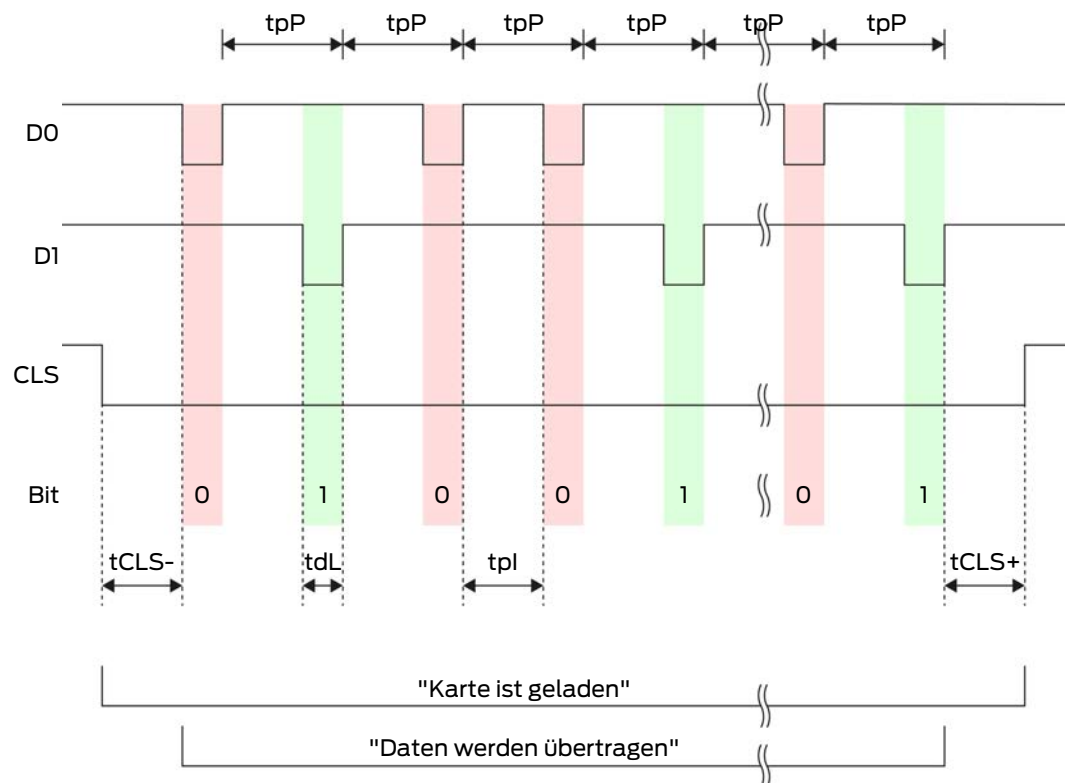 tpP tpP tpP tpP tpP tpP
D0
D1
CLS
Bit 0 1 0 0 1 0 1
tCLS- tdL tpI tCLS+
"Karte ist geladen"
"Daten werden übertragen"